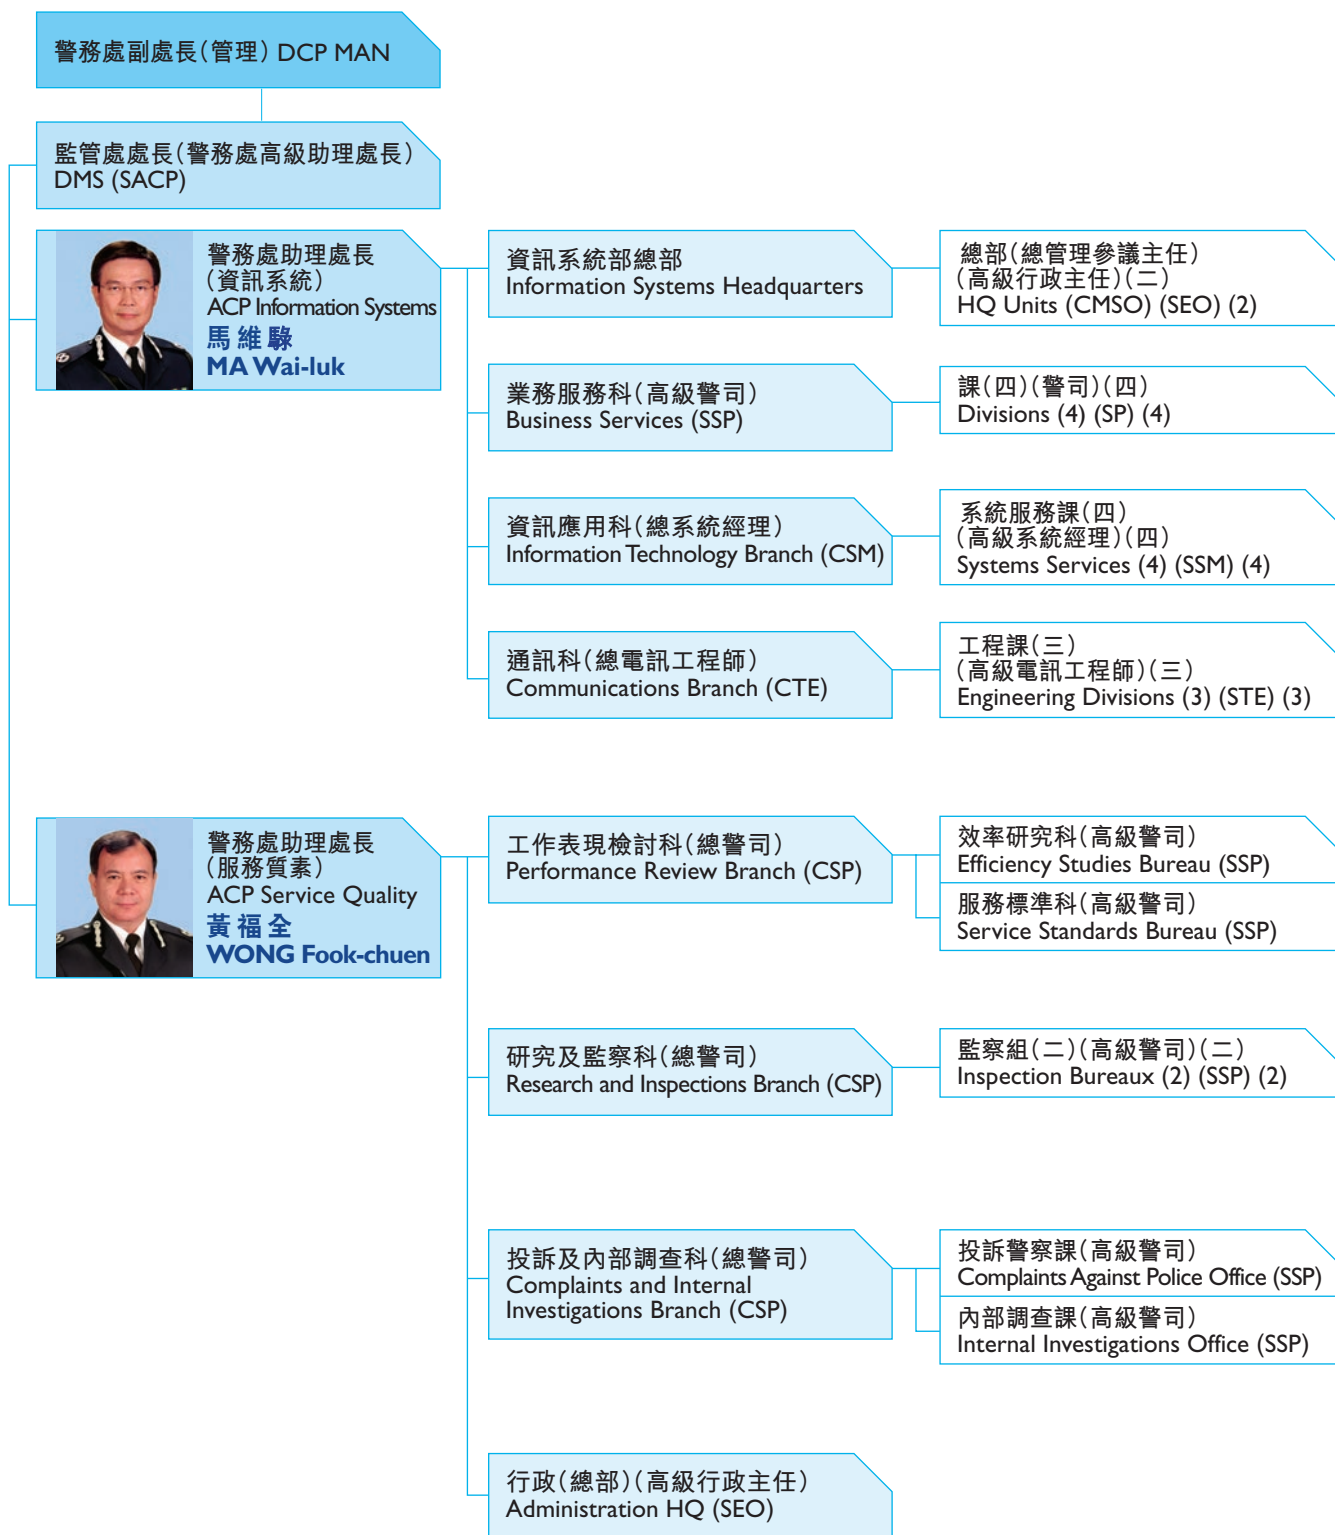 警務處副處長（管理） DCP MAN
監管處處長（警務處高級助理處長）
DMS (SACP)
警務處助理處長
（資訊系統）
ACP Information Systems
馬維騄
MA Wai-luk
資訊系統部總部
Information Systems Headquarters
總部（總管理參議主任）
（高級行政主任）（二）
HQ Units (CMSO) (SEO) (2)
業務服務科（高級警司）
Business Services (SSP)
課（四）（警司）（四）
Divisions (4) (SP) (4)
資訊應用科（總系統經理）
Information Technology Branch (CSM)
系統服務課（四）
（高級系統經理）（四）
Systems Services (4) (SSM) (4)
通訊科（總電訊工程師）
Communications Branch (CTE)
工程課（三）
（高級電訊工程師）（三）
Engineering Divisions (3) (STE) (3)
警務處助理處長
（服務質素）
ACP Service Quality
黃福全
WONG Fook-chuen
工作表現檢討科（總警司）
Performance Review Branch (CSP)
效率研究科（高級警司）
Efficiency Studies Bureau (SSP)
服務標準科（高級警司）
Service Standards Bureau (SSP)
研究及監察科（總警司）
Research and Inspections Branch (CSP)
監察組（二）（高級警司）（二）
Inspection Bureaux (2) (SSP) (2)
投訴及內部調查科（總警司）
Complaints and Internal
Investigations Branch (CSP)
投訴警察課（高級警司）
Complaints Against Police Office (SSP)
內部調查課（高級警司）
Internal Investigations Office (SSP)
行政（總部）（高級行政主任）
Administration HQ (SEO)